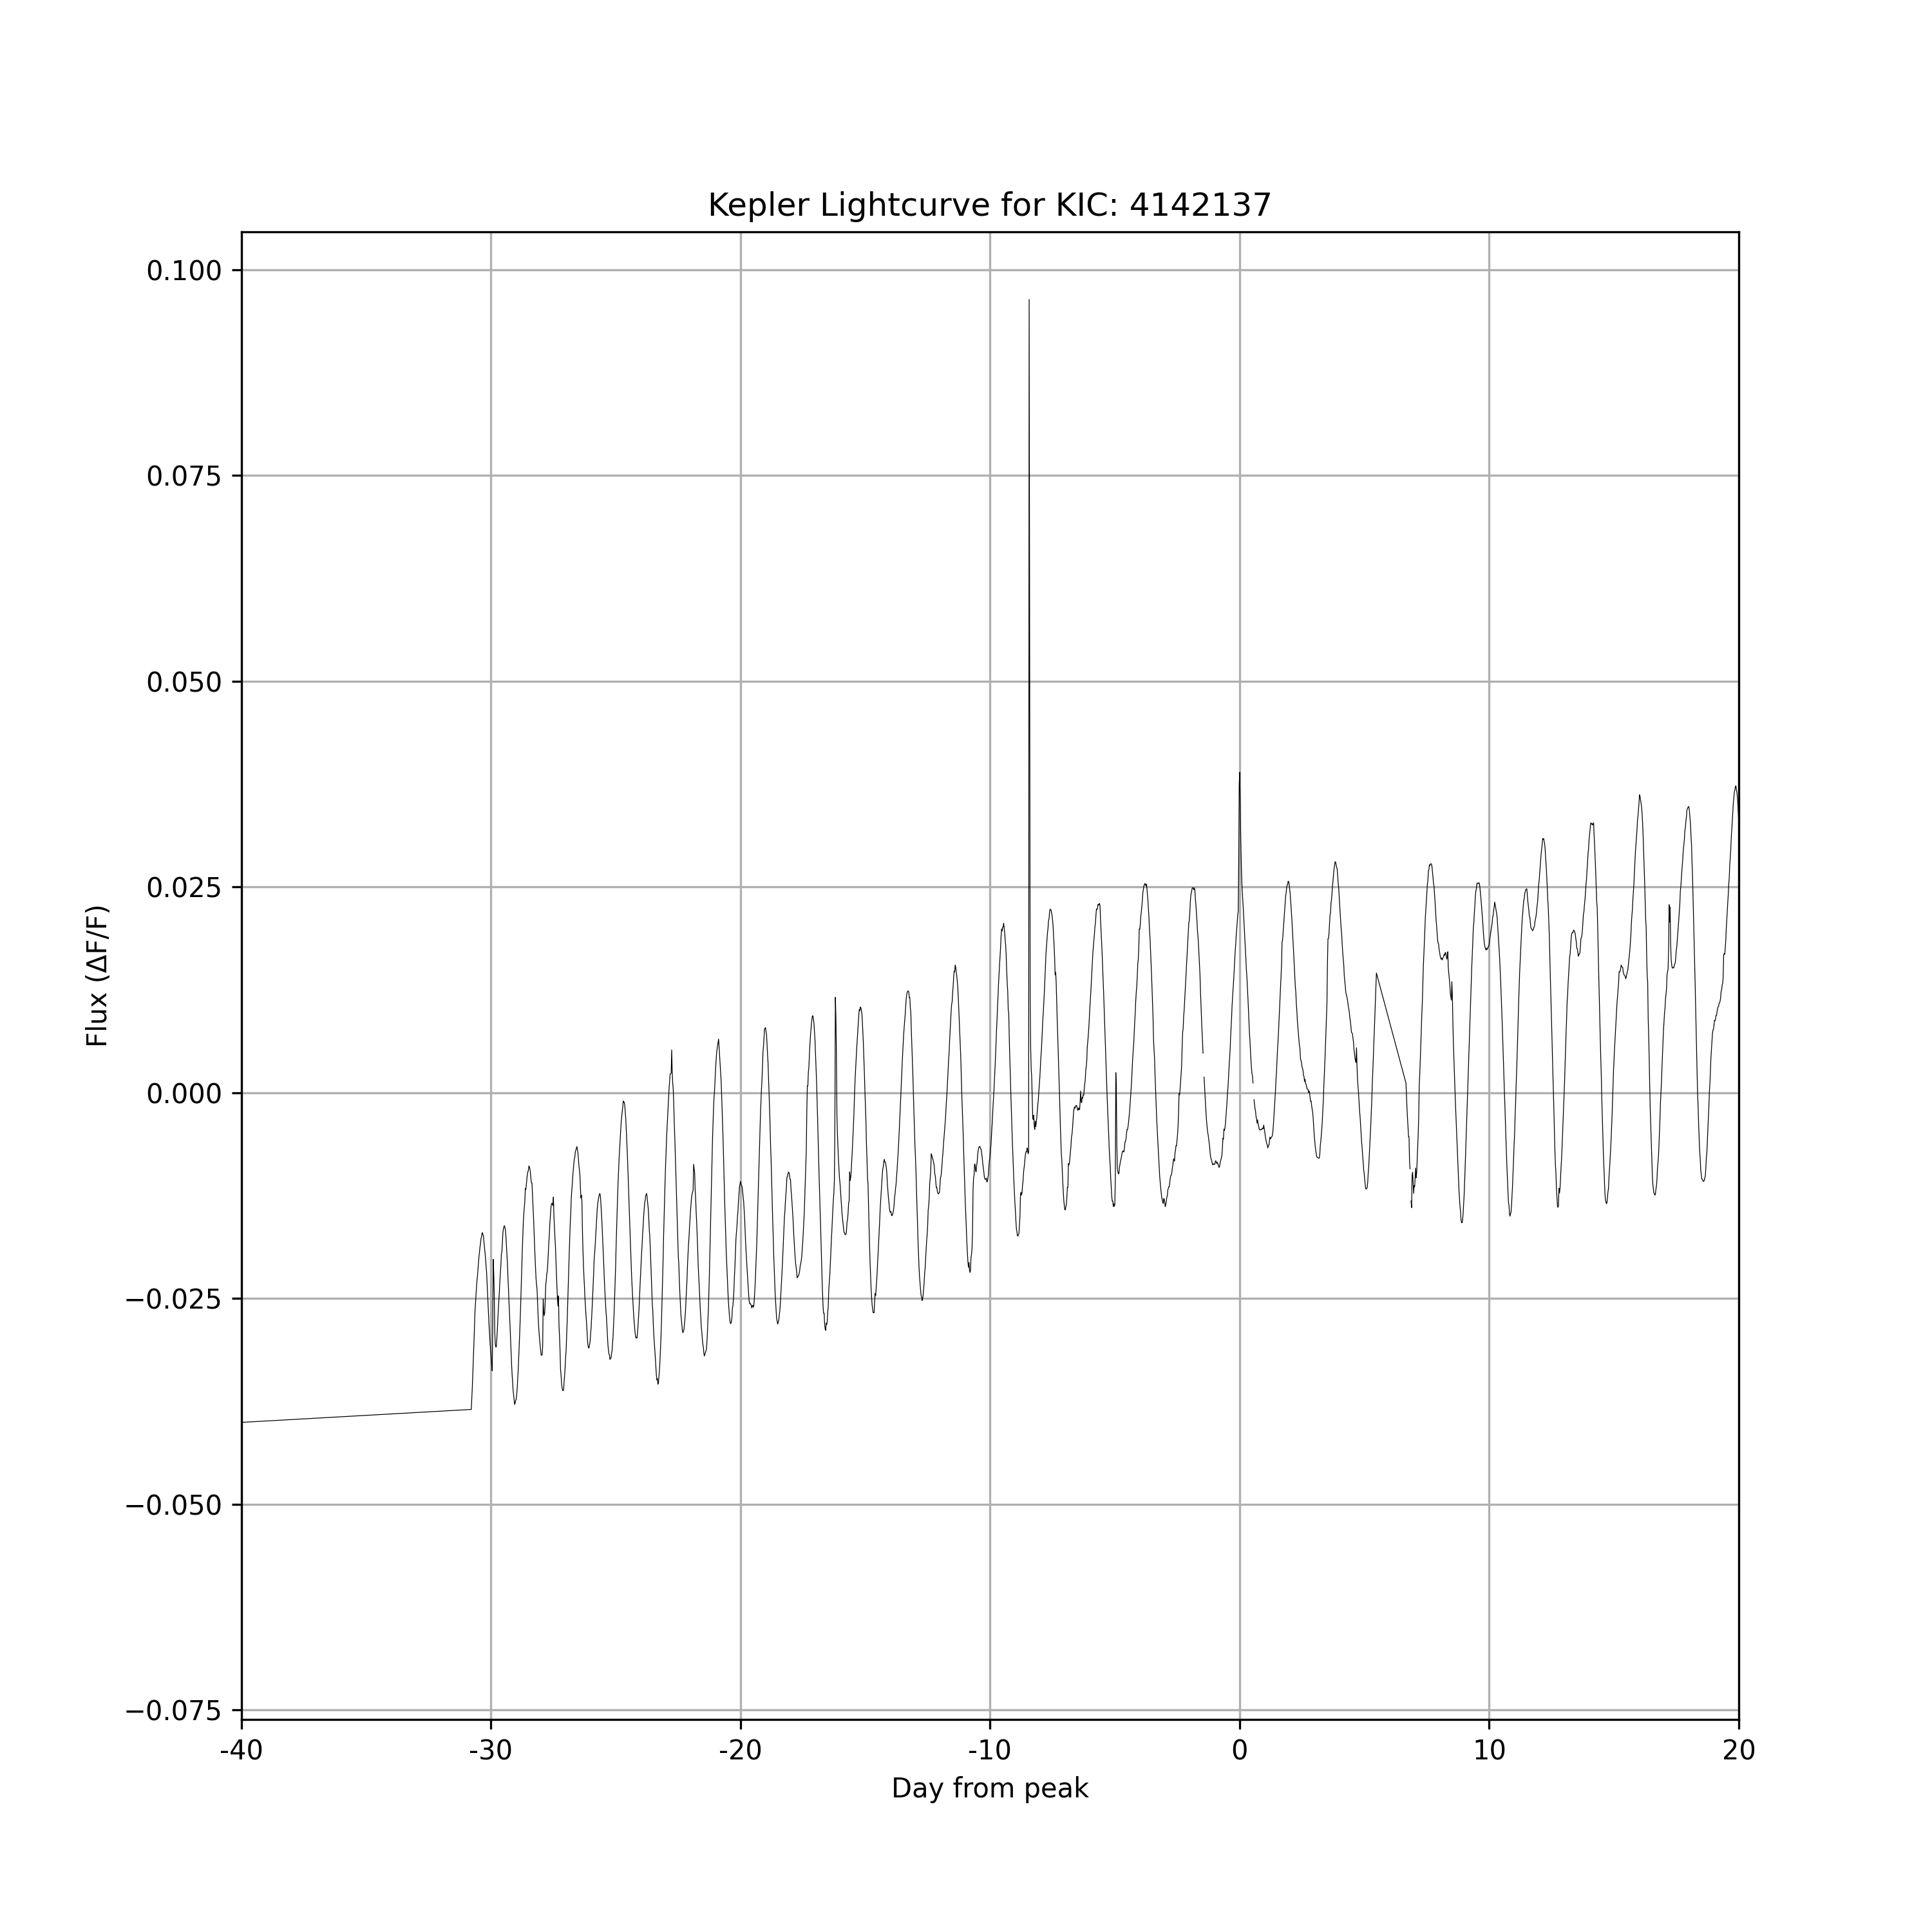 Kepler Lightcurve for KIC: 4142137
0.100
0.075
0.050
0.025
0.000
−0.025
−0.050
−0.075
Flux (ΔF/F)
-40 -30 -20 -10 0 10 20
Day from peak